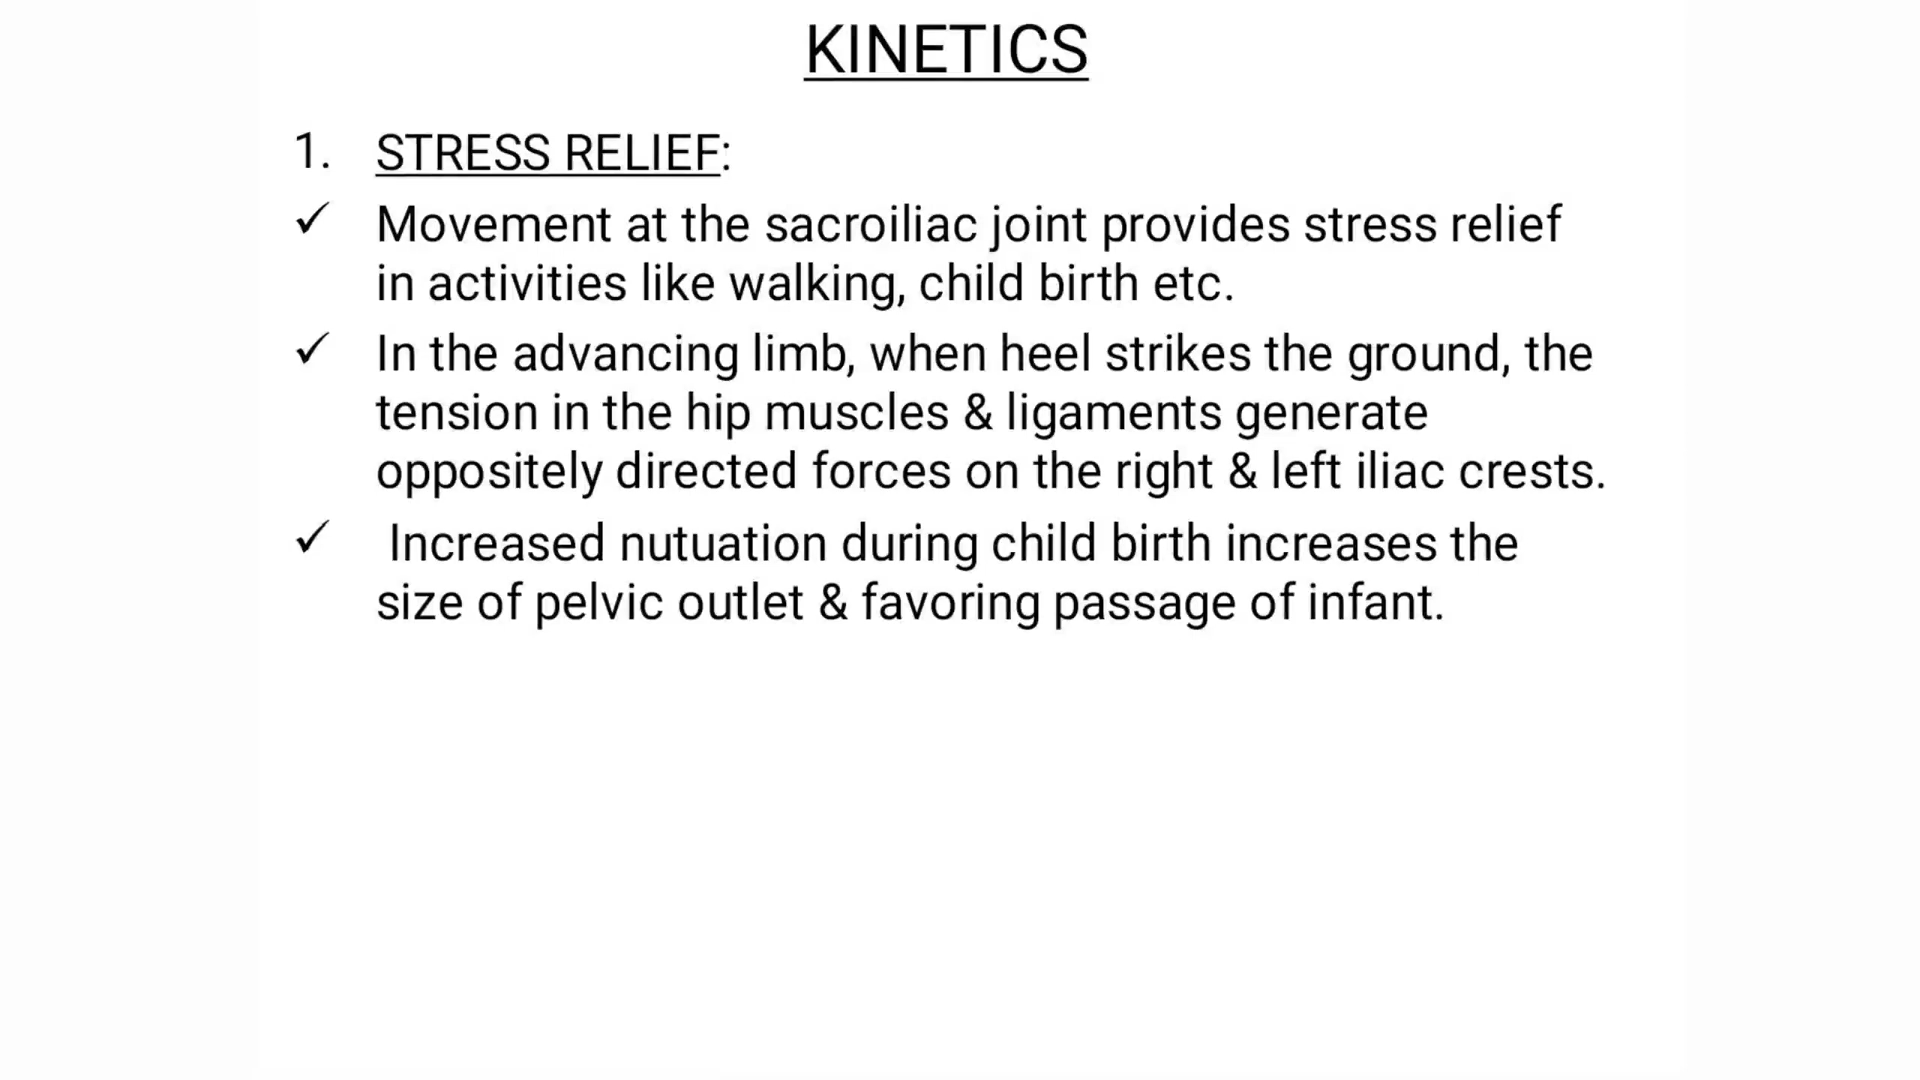 KINETICS
1. STRESS RELIEF:
✓ Movement at the sacroiliac joint provides stress relief
in activities like walking, child birth etc.
✓ In the advancing limb, when heel strikes the ground, the
tension in the hip muscles & ligaments generate
oppositely directed forces on the right & left iliac crests.
✓ Increased nutuation during child birth increases the
size of pelvic outlet & favoring passage of infant.